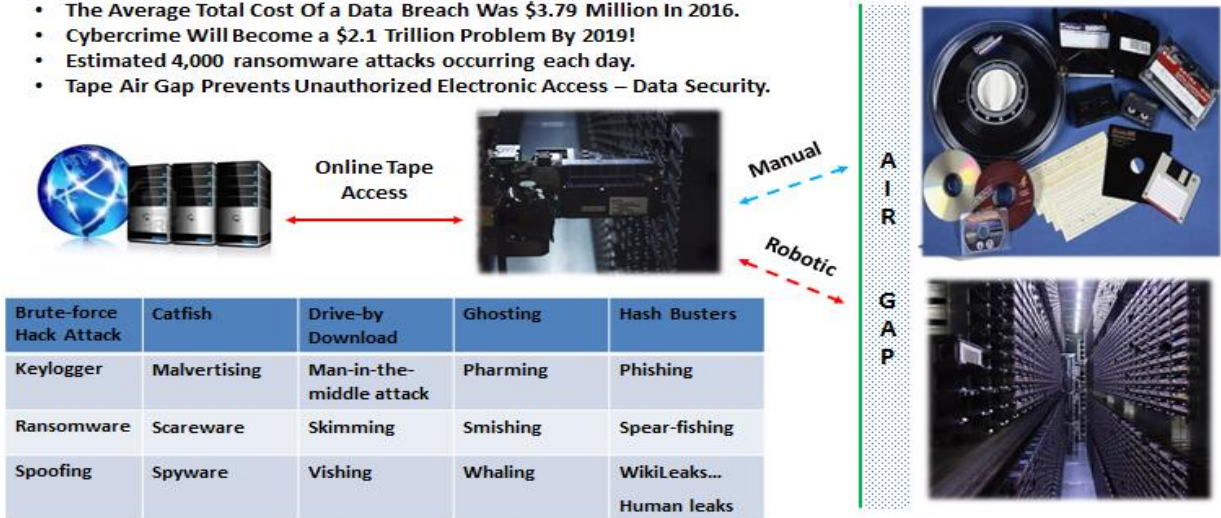 • The Average Total Cost Of a Data Breach Was $3.79 Million In 2016.
• Cybercrime Will Become a $2.1 Trillion Problem By 2019!
• Estimated 4,000 ransomware attacks occurring each day.
• Tape Air Gap Prevents Unauthorized Electronic Access – Data Security.
Online Tape
Access
Manual
Robotic
A
I
R
G
A
P
Brute-force
Hack Attack
Catfish
Drive-by
Download
Ghosting
Hash Busters
Keylogger
Malvertising
Man-in-the-
middle attack
Pharming
Phishing
Ransomware
Scareware
Skimming
Smishing
Spear-fishing
Spoofing
Spyware
Vishing
Whaling
WikiLeaks...
Human leaks